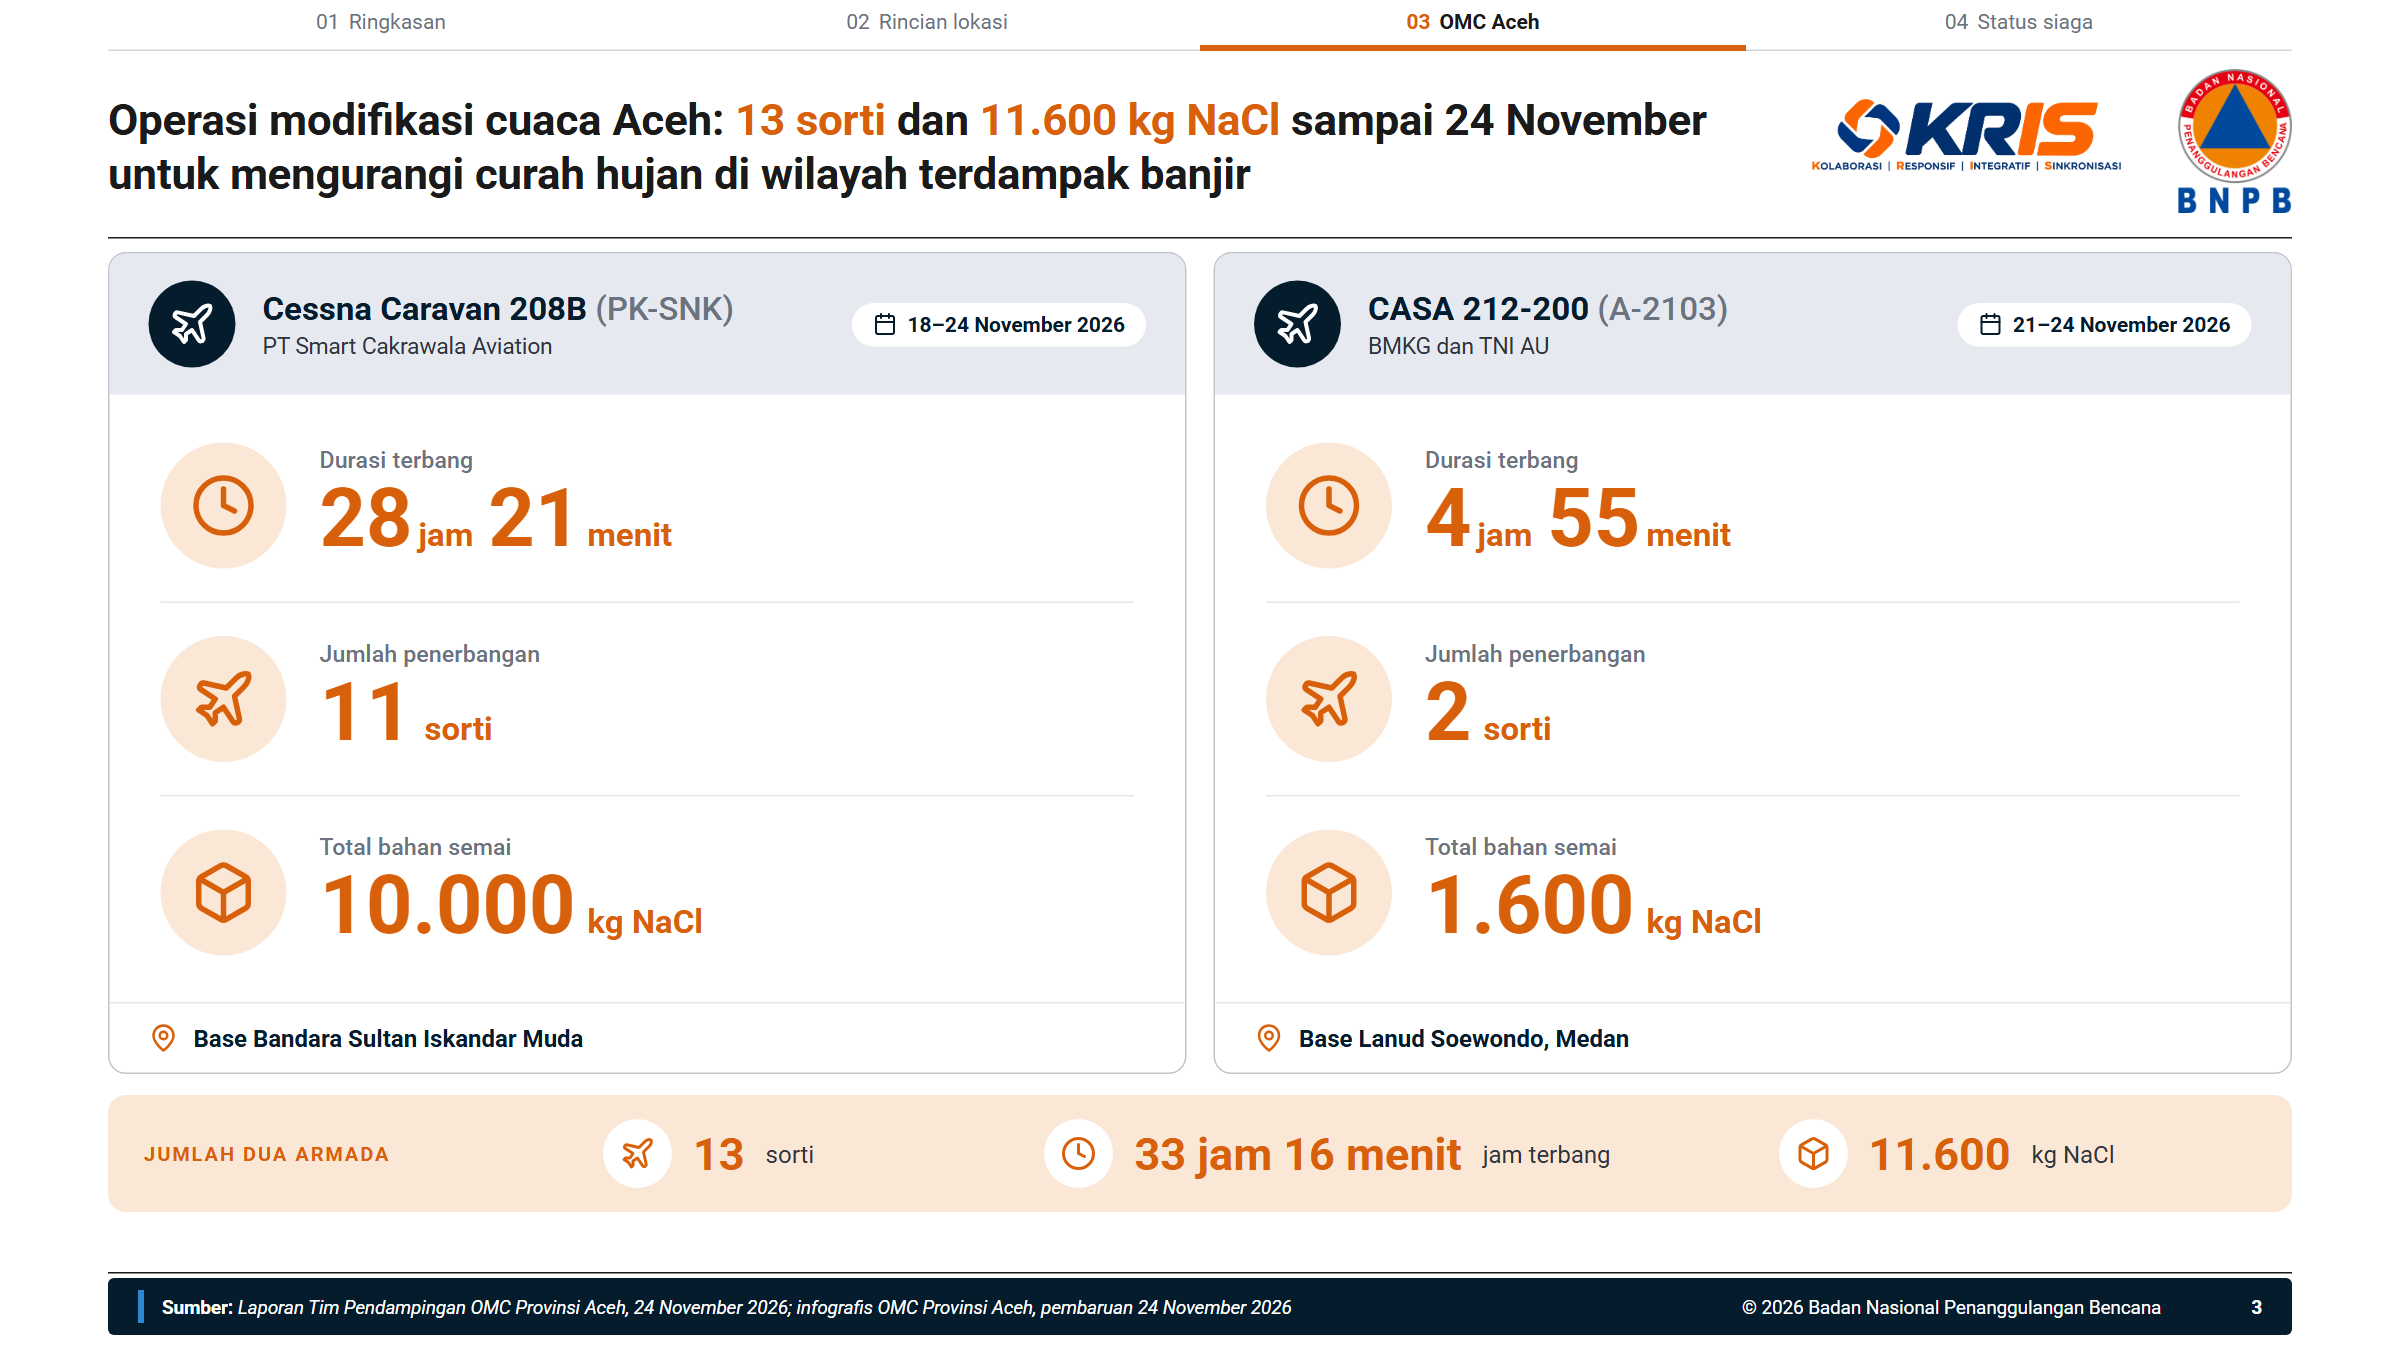 01 Ringkasan
02 Rincian lokasi
03 OMC Aceh
04 Status siaga
Operasi modifikasi cuaca Aceh: 13 sorti dan 11.600 kg NaCl sampai 24 November
untuk mengurangi curah hujan di wilayah terdampak banjir
KRIS
KOLABORASI | RESPONSIF | INTEGRATIF | SINKRONISASI
BADAN NASIONAL
PENANGGULANGAN BENCANA
BNPB
Cessna Caravan 208B (PK-SNK)
PT Smart Cakrawala Aviation
18–24 November 2026
Durasi terbang
28 jam 21 menit
Jumlah penerbangan
11 sorti
Total bahan semai
10.000 kg NaCl
Base Bandara Sultan Iskandar Muda
CASA 212-200 (A-2103)
BMKG dan TNI AU
21–24 November 2026
Durasi terbang
4 jam 55 menit
Jumlah penerbangan
2 sorti
Total bahan semai
1.600 kg NaCl
Base Lanud Soewondo, Medan
JUMLAH DUA ARMADA
13 sorti
33 jam 16 menit jam terbang
11.600 kg NaCl
Sumber: Laporan Tim Pendampingan OMC Provinsi Aceh, 24 November 2026; infografis OMC Provinsi Aceh, pembaruan 24 November 2026
© 2026 Badan Nasional Penanggulangan Bencana
3